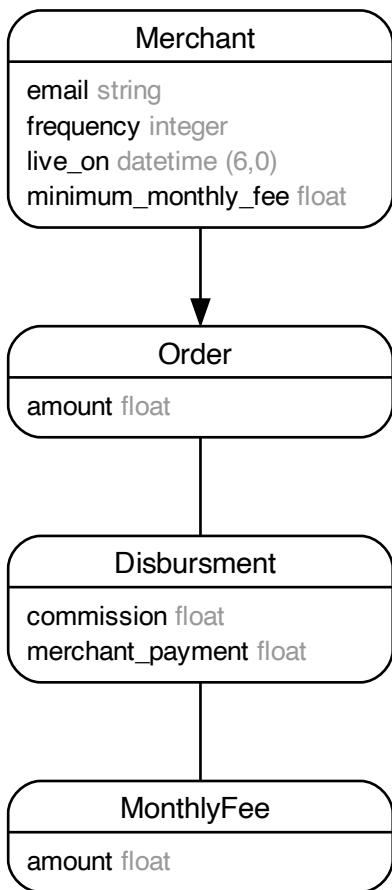 Merchant
email string
frequency integer
live_on datetime (6,0)
minimum_monthly_fee float
Order
amount float
Disbursment
commission float
merchant_payment float
MonthlyFee
amount float